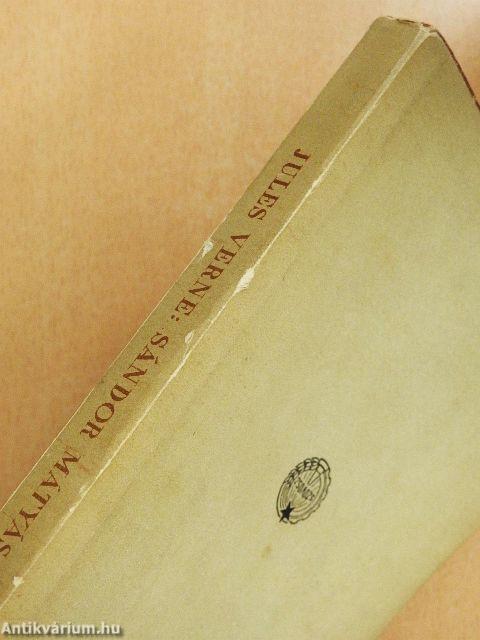 JULES VERNE: SÁNDOR MÁTYÁS
Antikvárium.hu